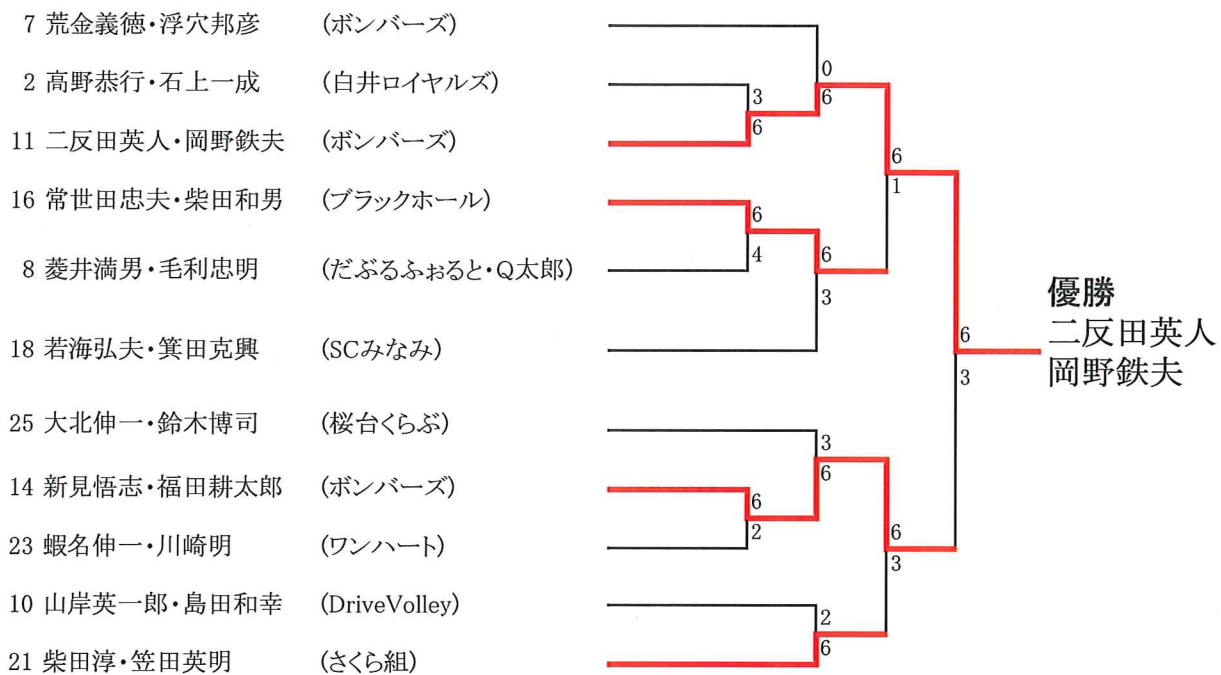 7 荒金義徳・浮穴邦彦 (ボンバーズ)
0
2 高野恭行・石上一成 (白井ロイヤルズ)
3
6
6
11 二反田英人・岡野鉄夫 (ボンバーズ)
6
1
16 常世田忠夫・柴田和男 (ブラックホール)
6
4
6
8 菱井満男・毛利忠明 (だぶるふぉると・Q太郎)
3
優勝
二反田英人
岡野鉄夫
6
3
18 若海弘夫・箕田克興 (SCみなみ)
25 大北伸一・鈴木博司 (桜台くらぶ)
3
6
14 新見悟志・福田耕太郎 (ボンバーズ)
6
2
6
3
23 蝦名伸一・川崎明 (ワンハート)
10 山岸英一郎・島田和幸 (DriveVolley)
2
6
21 柴田淳・笠田英明 (さくら組)